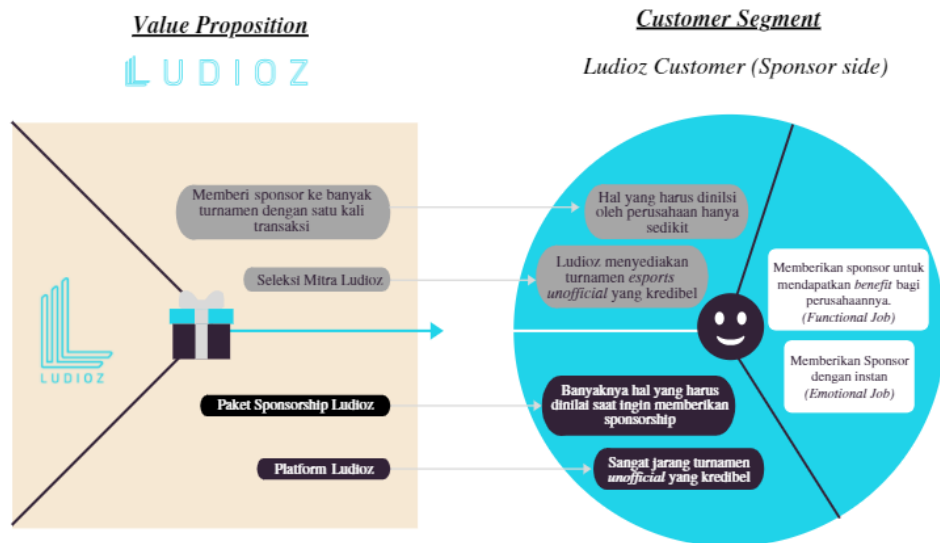 Value Proposition
LUDIOZ
Customer Segment
Ludioz Customer (Sponsor side)
Memberi sponsor ke banyak
turnamen dengan satu kali
transaksi
Hal yang harus dinilsi
oleh perusahaan hanya
sedikit
Seleksi Mitra Ludioz
Ludioz menyediakan
turnamen esports
unofficial yang kredibel
LUDIOZ
Paket Sponsorship Ludioz
Banyaknya hal yang harus
dinilai saat ingin memberikan
sponsorship
Platform Ludioz
Sangat jarang turnamen
unofficial yang kredibel
Memberikan sponsor untuk
mendapatkan benefit bagi
perusahaannya.
(Functional Job)
Memberikan Sponsor
dengan instan
(Emotional Job)